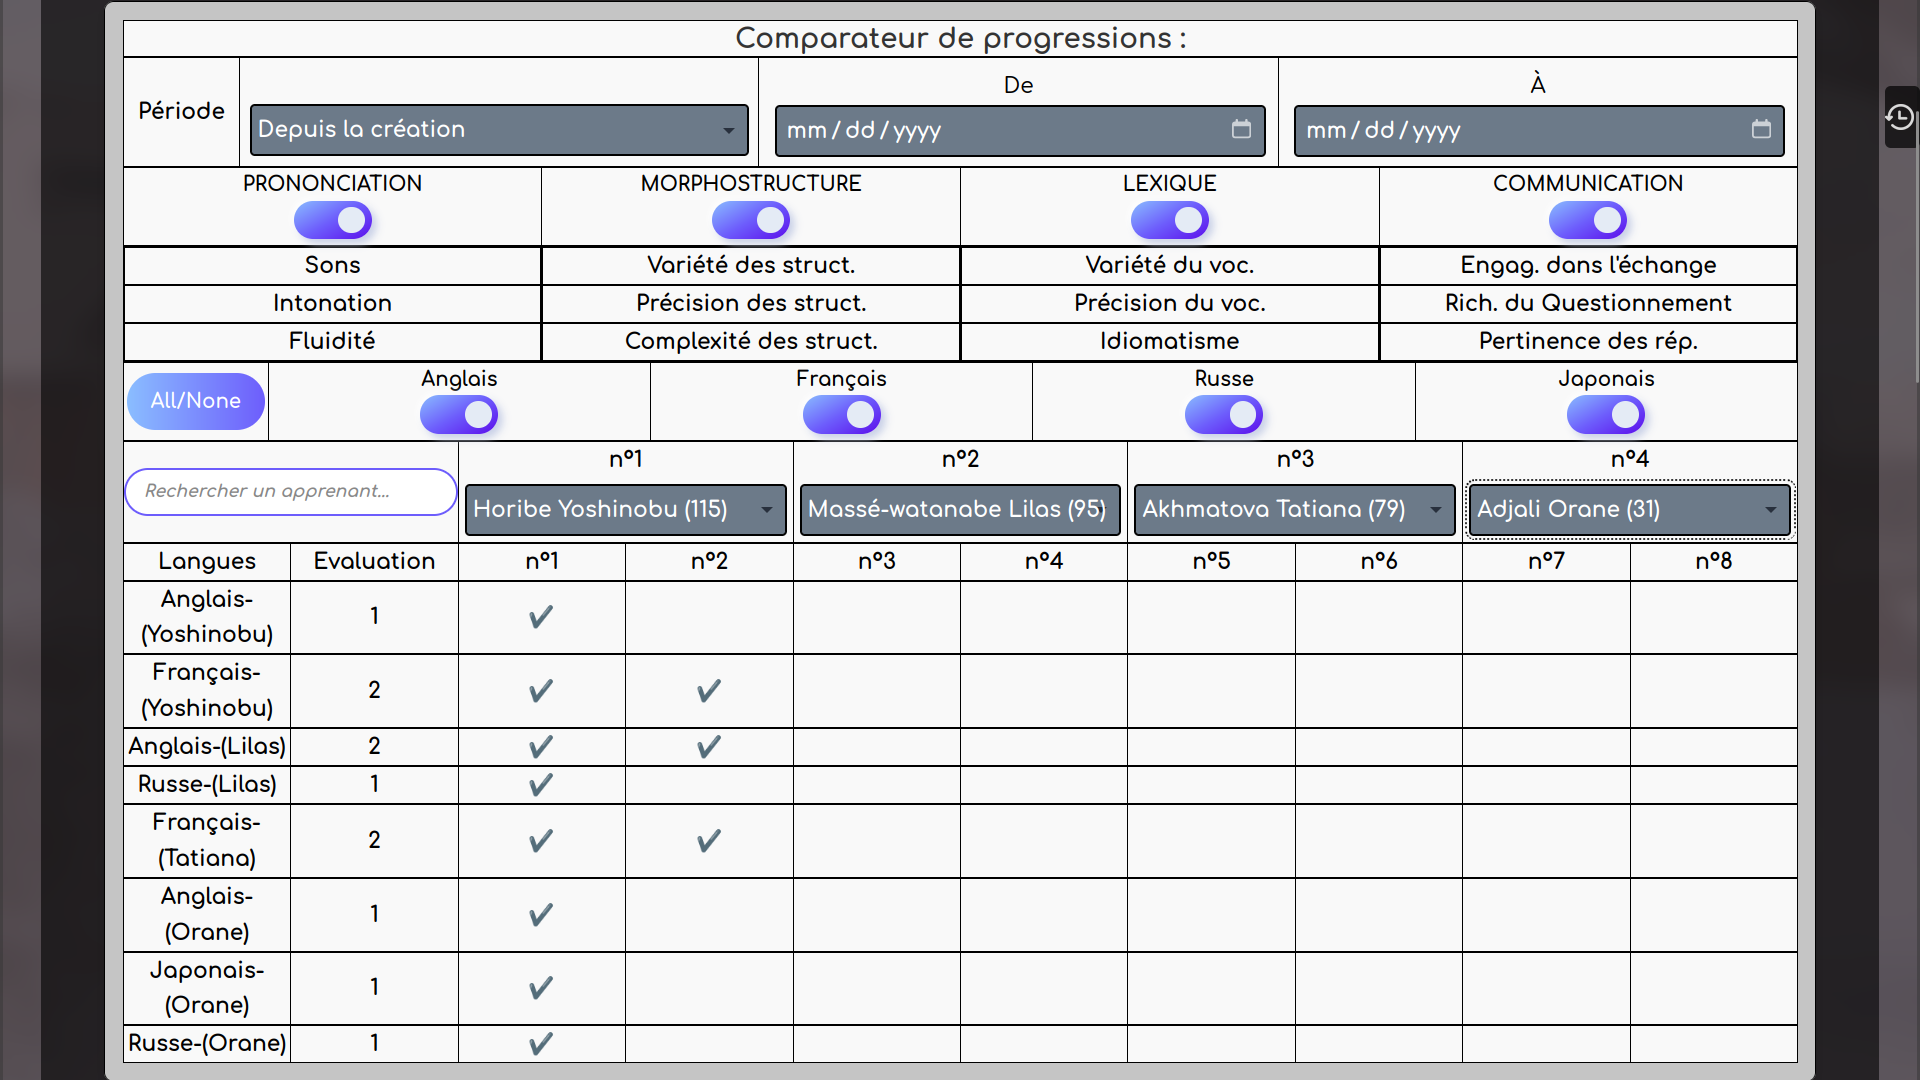 Comparateur de progressions :
Période
Depuis la création
De
mm/dd/yyyy
À
mm/dd/yyyy
PRONONCIATION MORPHOSTRUCTURE LEXIQUE COMMUNICATION
Sons Variété des struct. Variété du voc. Engag. dans l'échange
Intonation Précision des struct. Précision du voc. Rich. du Questionnement
Fluidité Complexité des struct. Idiomatisme Pertinence des rép.
All/None Anglais Français Russe Japonais
Rechercher un apprenant...
n°1 n°2 n°3 n°4
Horibe Yoshinobu (115) Massé-watanabe Lilas (95) Akhmatova Tatiana (79) Adjali Orane (31)
Langues Evaluation n°1 n°2 n°3 n°4 n°5 n°6 n°7 n°8
Anglais-
(Yoshinobu) 1 ✓
Français-
(Yoshinobu) 2 ✓ ✓
Anglais-(Lilas) 2 ✓ ✓
Russe-(Lilas) 1 ✓
Français-
(Tatiana) 2 ✓ ✓
Anglais-
(Orane) 1 ✓
Japonais-
(Orane) 1 ✓
Russe-(Orane) 1 ✓